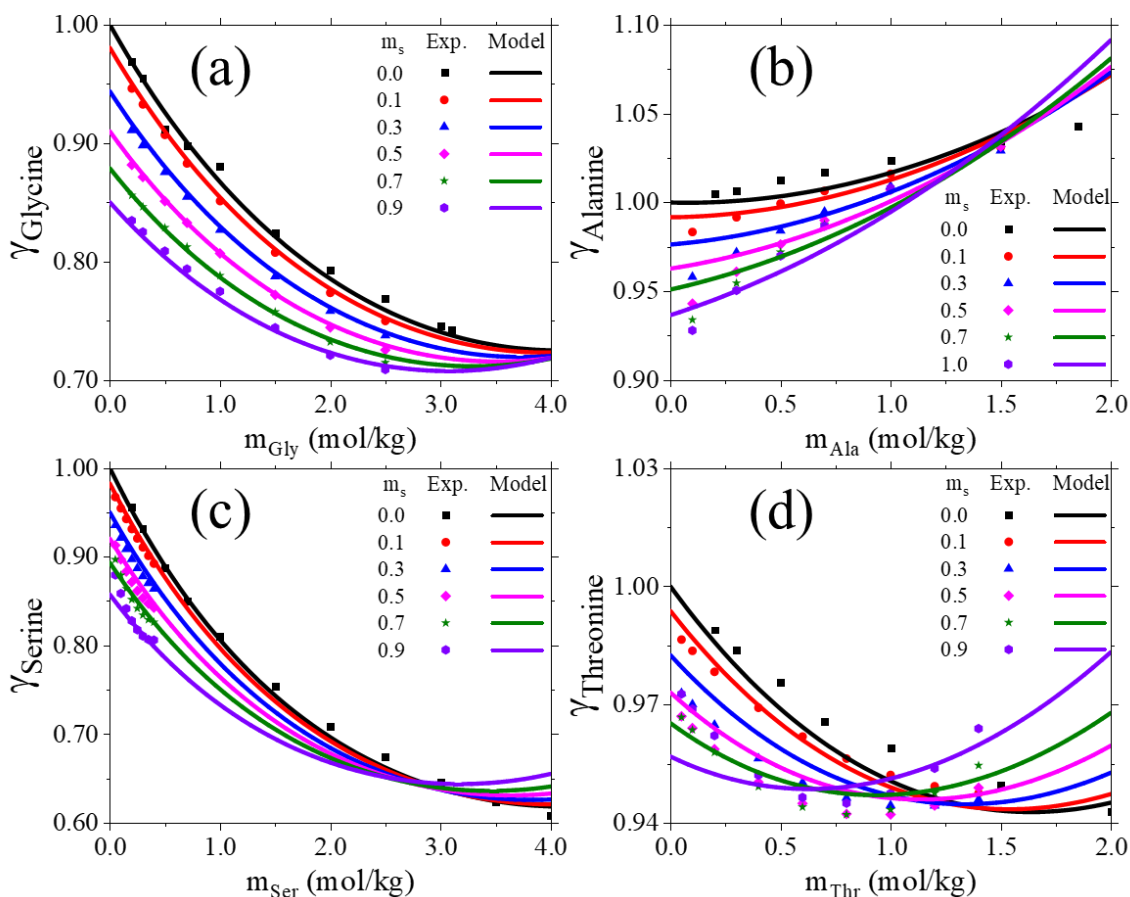 (a)
m_s Exp. Model
0.0
0.1
0.3
0.5
0.7
0.9
1.00
0.90
0.80
0.70
γ_Glycine
0.0 1.0 2.0 3.0 4.0
m_Gly (mol/kg)
(b)
1.10
1.05
1.00
0.95
0.90
γ_Alanine
m_s Exp. Model
0.0
0.1
0.3
0.5
0.7
1.0
0.0 0.5 1.0 1.5 2.0
m_Ala (mol/kg)
(c)
m_s Exp. Model
0.0
0.1
0.3
0.5
0.7
0.9
1.00
0.90
0.80
0.70
0.60
γ_Serine
0.0 1.0 2.0 3.0 4.0
m_Ser (mol/kg)
(d)
m_s Exp. Model
0.0
0.1
0.3
0.5
0.7
0.9
1.03
1.00
0.97
0.94
γ_Threonine
0.0 0.5 1.0 1.5 2.0
m_Thr (mol/kg)